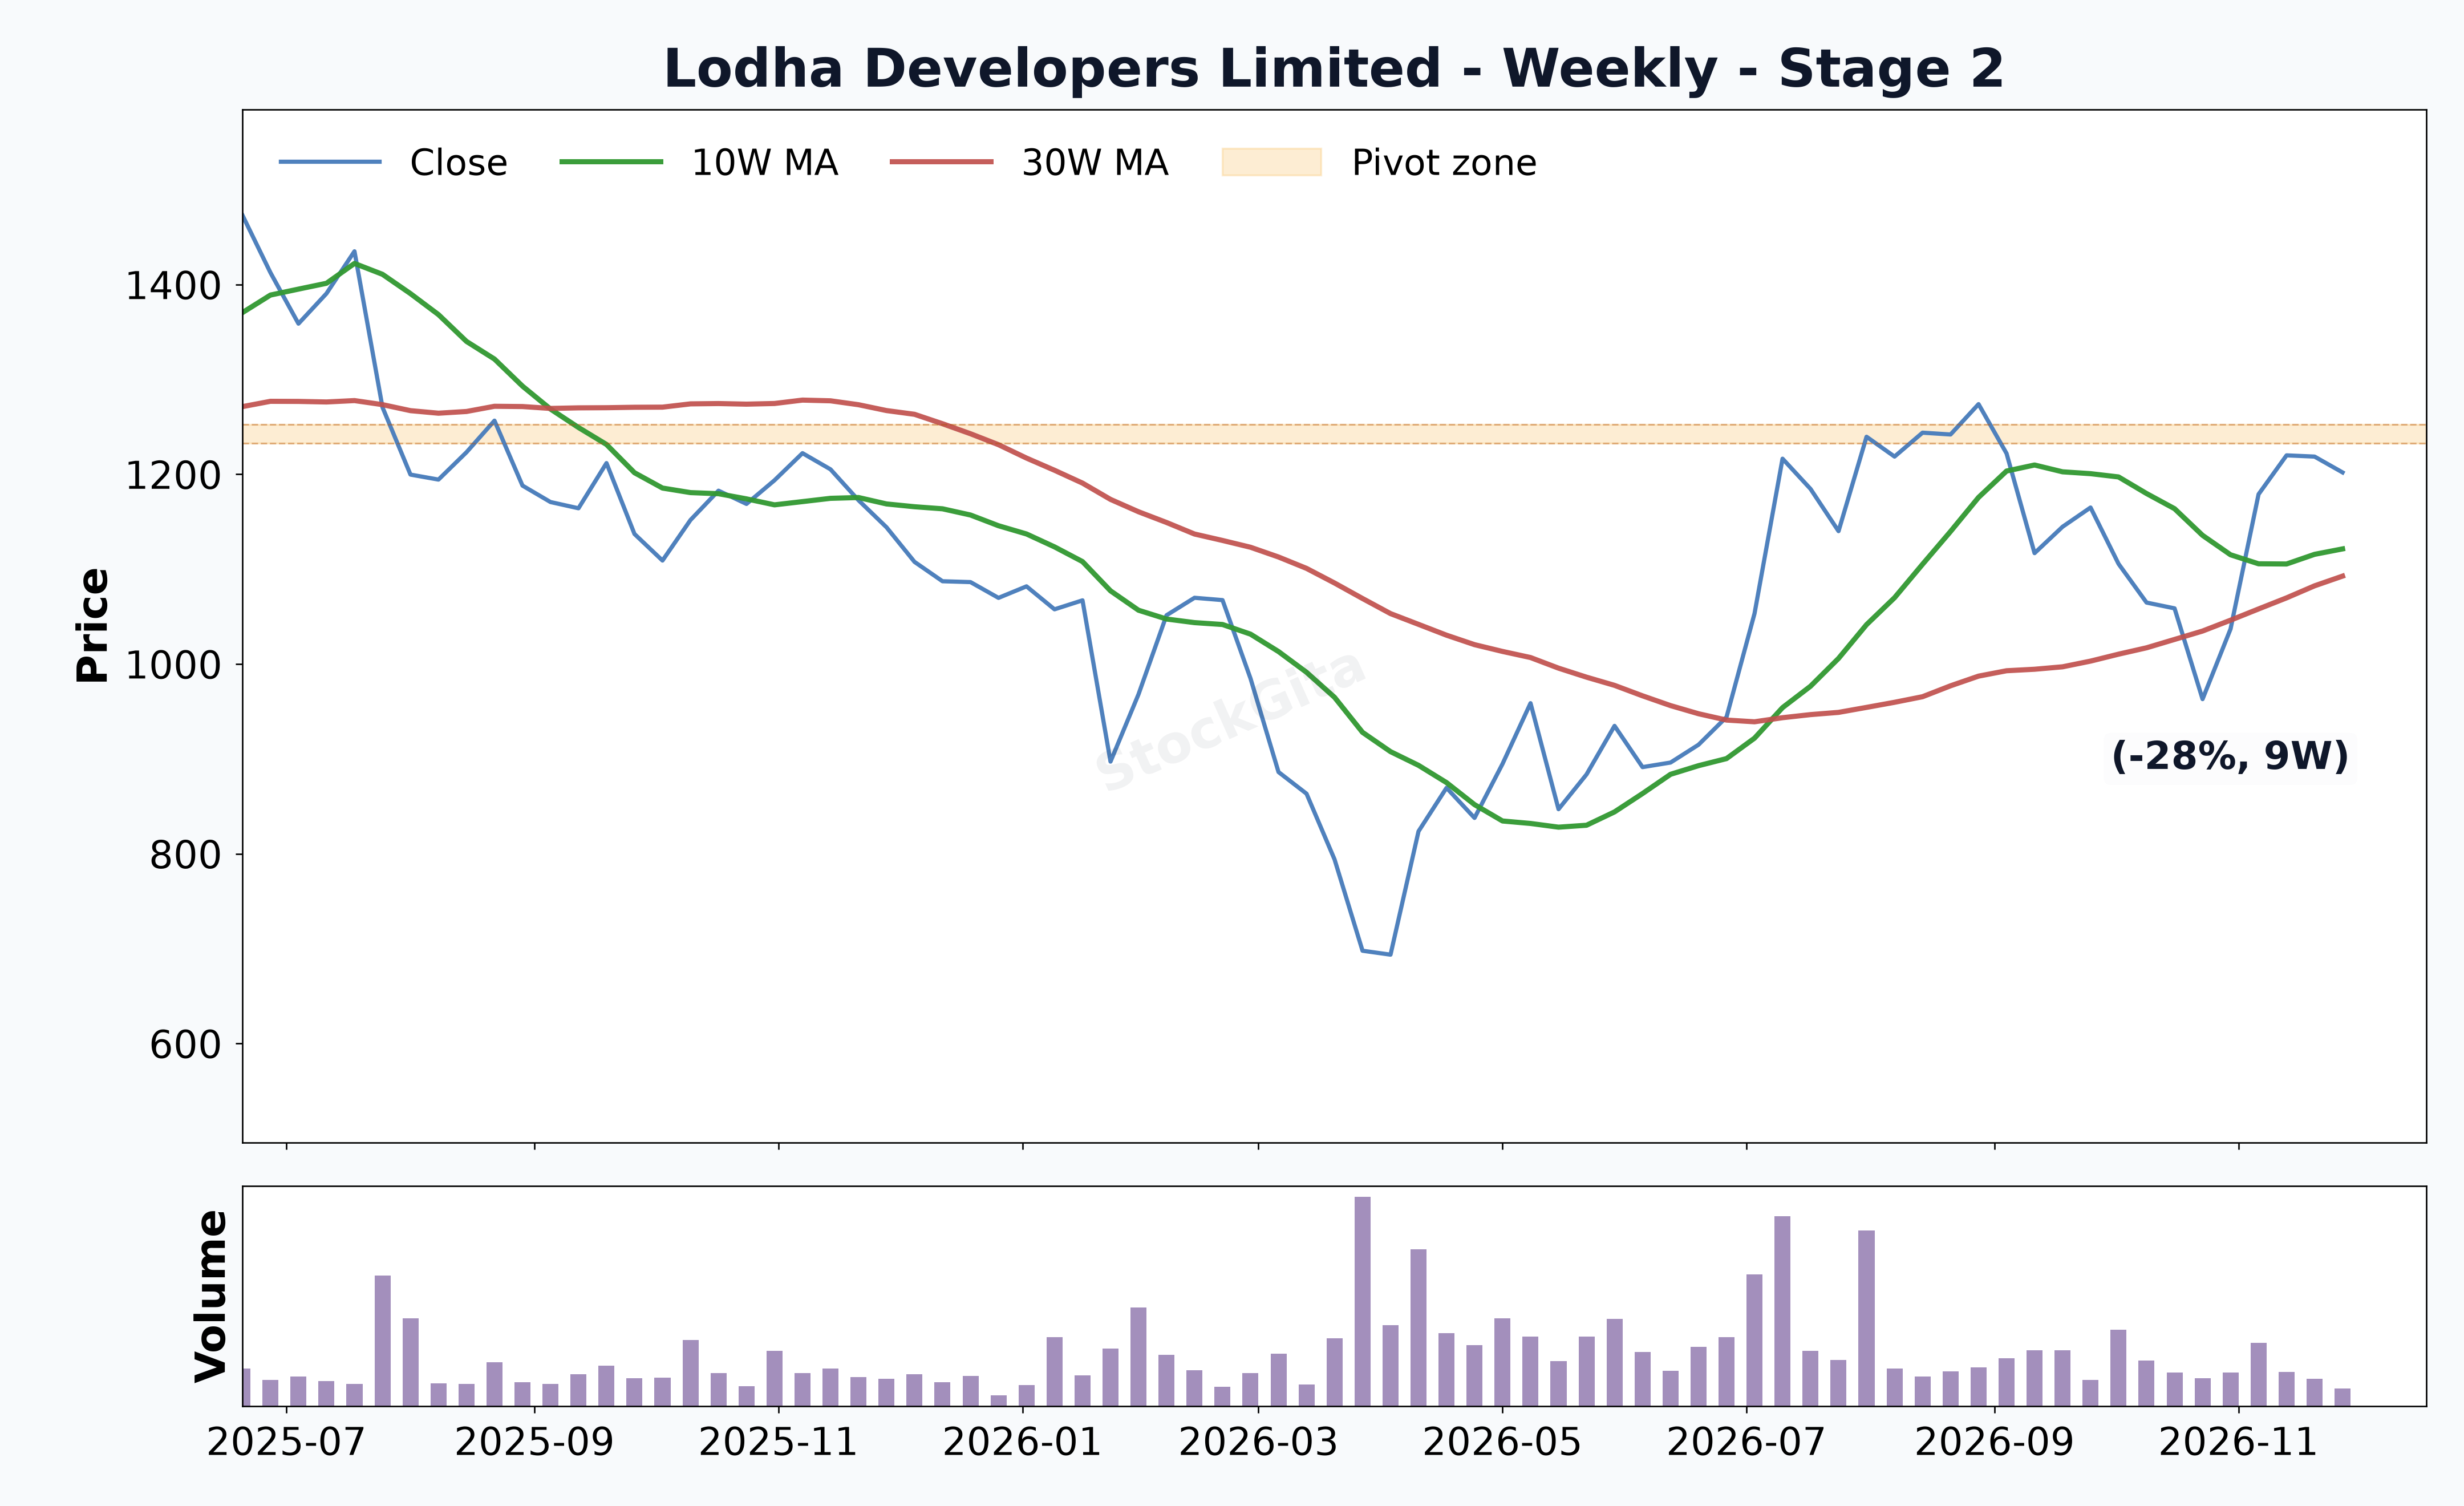 Lodha Developers Limited - Weekly - Stage 2
Close 10W MA 30W MA Pivot zone
1400
1200
1000
800
600
Price
StockGita
(-28%, 9W)
Volume
2025-07 2025-09 2025-11 2026-01 2026-03 2026-05 2026-07 2026-09 2026-11